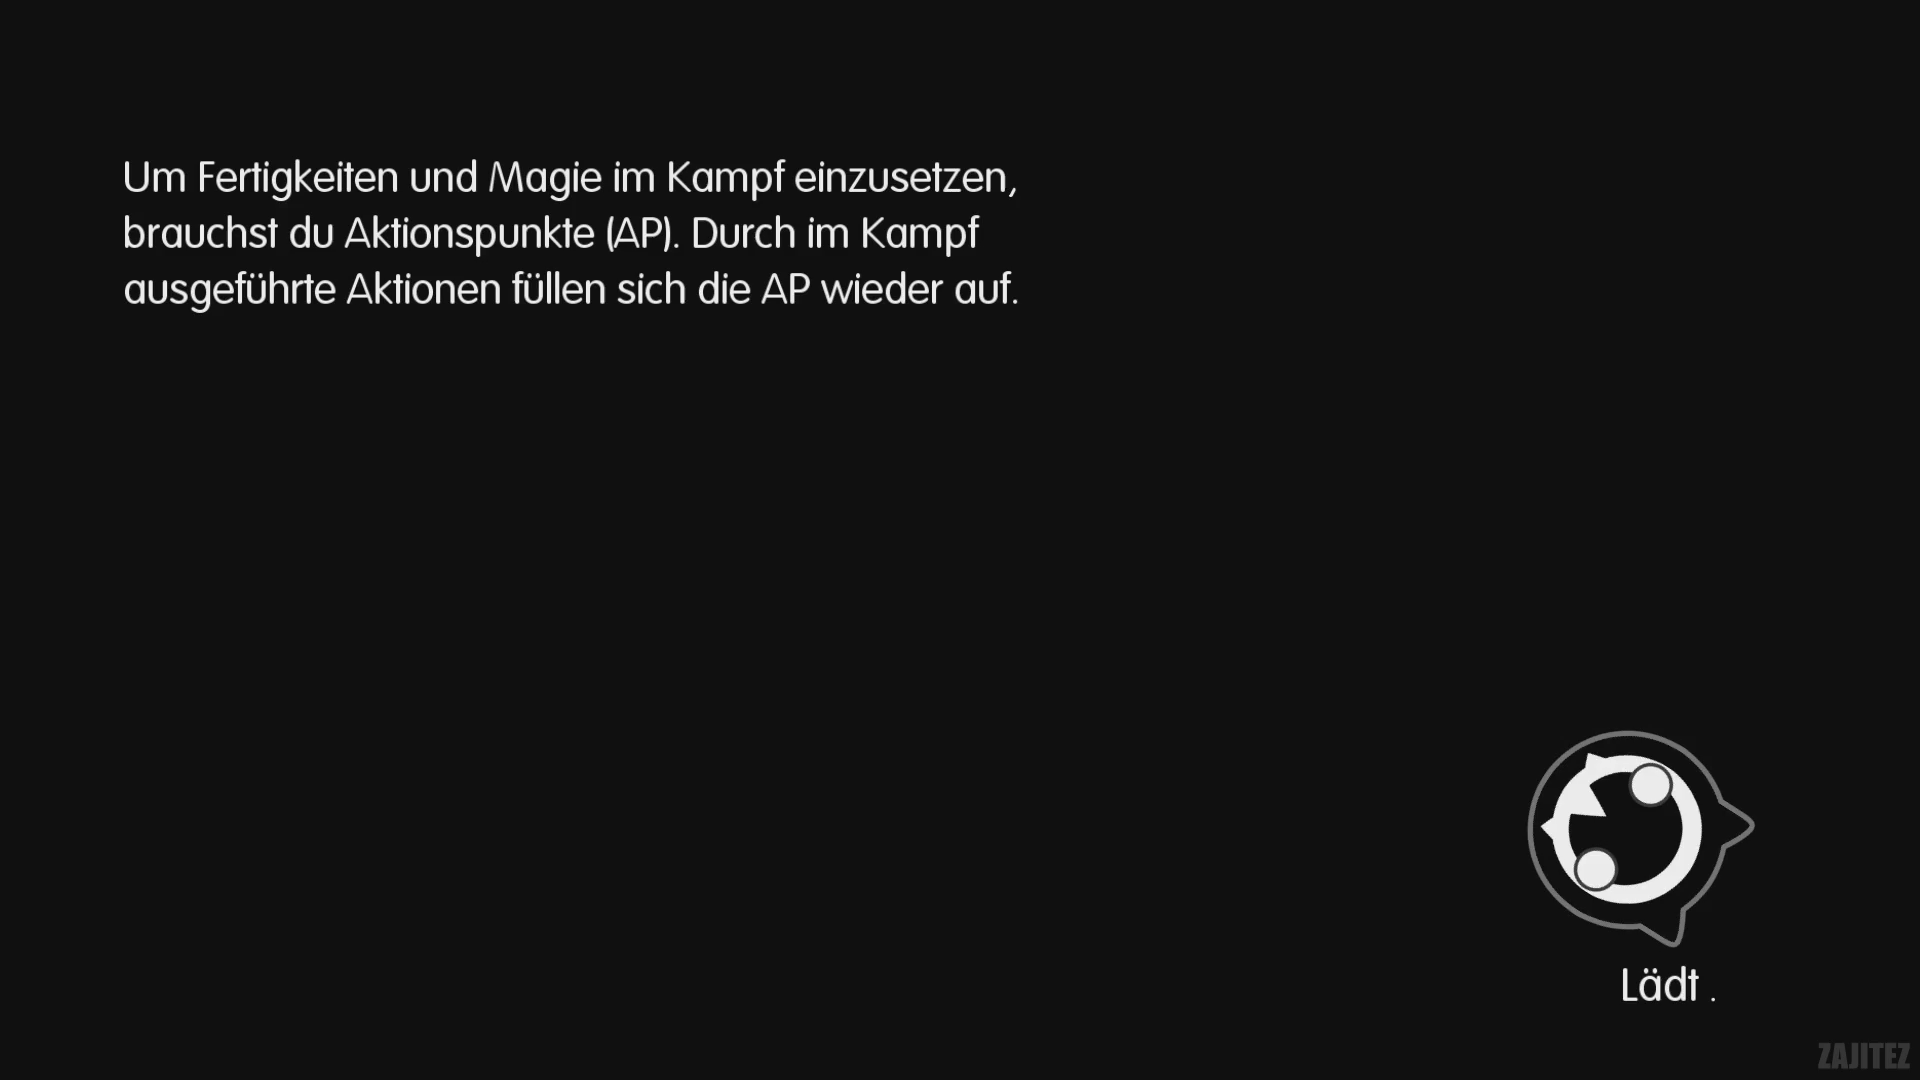 Um Fertigkeiten und Magie im Kampf einzusetzen,
brauchst du Aktionspunkte (AP). Durch im Kampf
ausgeführte Aktionen füllen sich die AP wieder auf.
Lädt .
ZAJITEZ